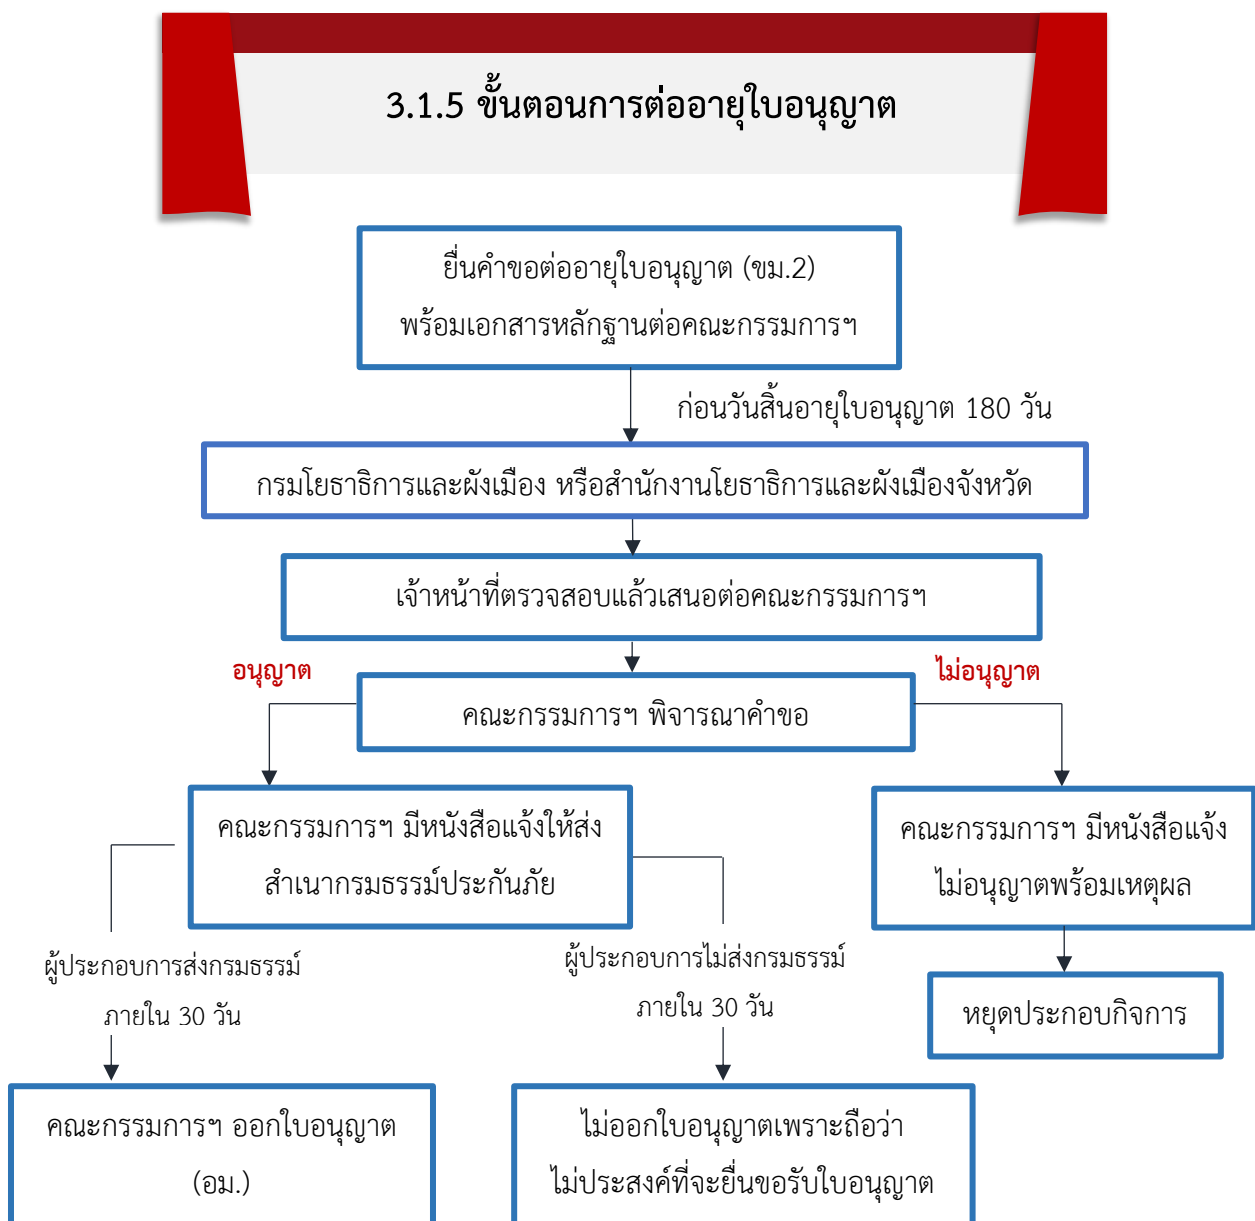 3.1.5 ขั้นตอนการต่ออายุใบอนุญาต
ยื่นคำขอต่ออายุใบอนุญาต (ขม.2)
พร้อมเอกสารหลักฐานต่อคณะกรรมการฯ
ก่อนวันสิ้นอายุใบอนุญาต 180 วัน
กรมโยธาธิการและผังเมือง หรือสำนักงานโยธาธิการและผังเมืองจังหวัด
เจ้าหน้าที่ตรวจสอบแล้วเสนอต่อคณะกรรมการฯ
อนุญาต
ไม่อนุญาต
คณะกรรมการฯ พิจารณาคำขอ
คณะกรรมการฯ มีหนังสือแจ้งให้ส่ง
สำเนากรมธรรม์ประกันภัย
คณะกรรมการฯ มีหนังสือแจ้ง
ไม่อนุญาตพร้อมเหตุผล
ผู้ประกอบการส่งกรมธรรม์
ภายใน 30 วัน
ผู้ประกอบการไม่ส่งกรมธรรม์
ภายใน 30 วัน
หยุดประกอบกิจการ
คณะกรรมการฯ ออกใบอนุญาต
(อม.)
ไม่ออกใบอนุญาตเพราะถือว่า
ไม่ประสงค์ที่จะยื่นขอรับใบอนุญาต